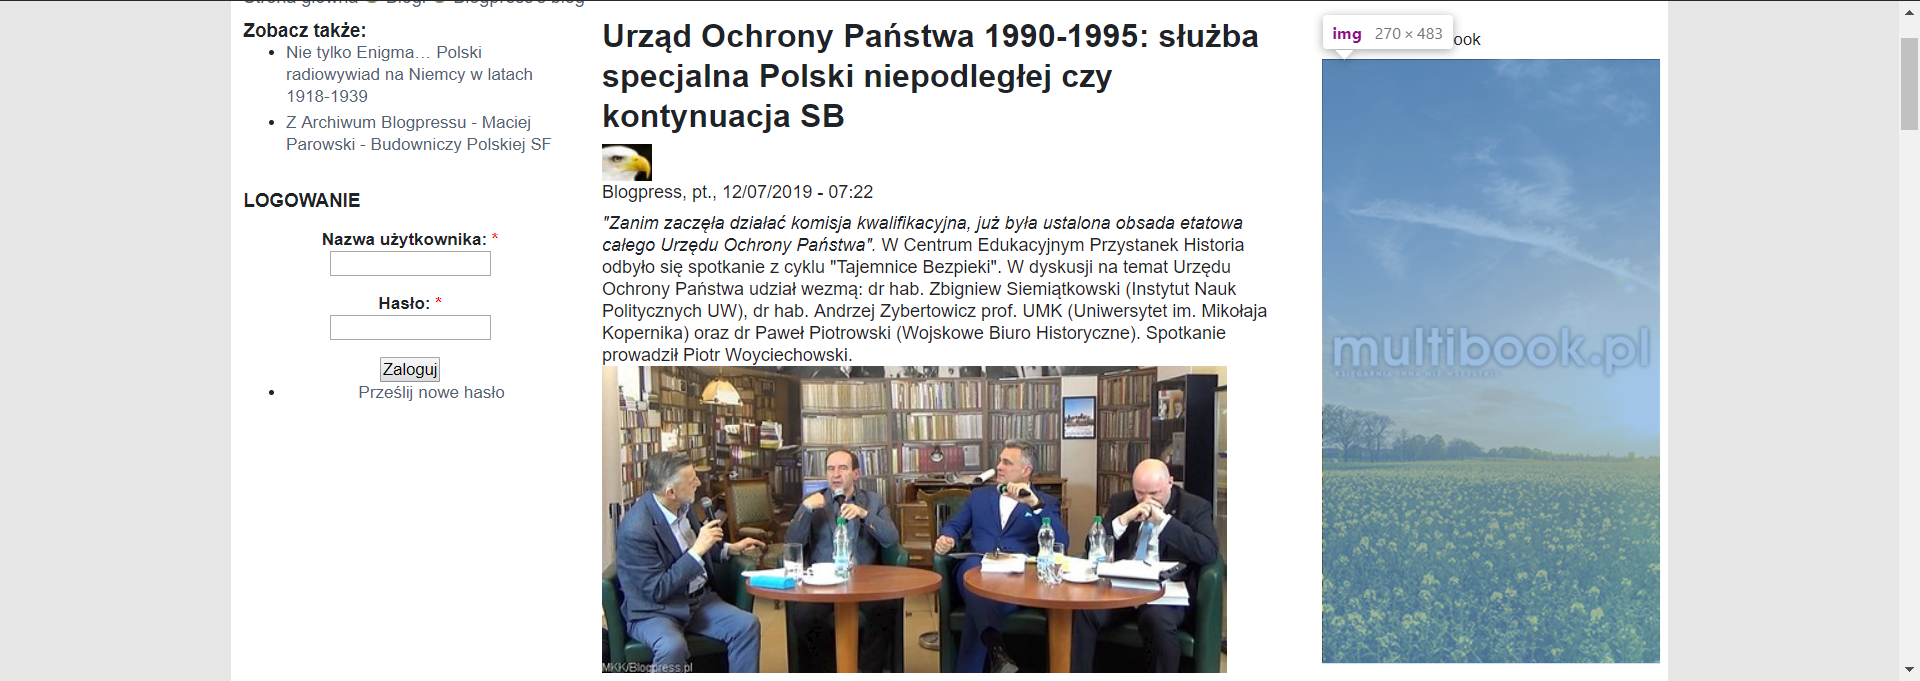 Zobacz także:
Nie tylko Enigma… Polski
radiowywiad na Niemcy w latach
1918-1939
Z Archiwum Blogpressu - Maciej
Parowski - Budowniczy Polskiej SF
LOGOWANIE
Nazwa użytkownika: *
Hasło: *
Zaloguj
Prześlij nowe hasło
Urząd Ochrony Państwa 1990-1995: służba
specjalna Polski niepodległej czy
kontynuacja SB
Blogpress, pt., 12/07/2019 - 07:22
"Zanim zaczęła działać komisja kwalifikacyjna, już była ustalona obsada etatowa
całego Urzędu Ochrony Państwa". W Centrum Edukacyjnym Przystanek Historia
odbyło się spotkanie z cyklu "Tajemnice Bezpieki". W dyskusji na temat Urzędu
Ochrony Państwa udział wezmą: dr hab. Zbigniew Siemiątkowski (Instytut Nauk
Politycznych UW), dr hab. Andrzej Zybertowicz prof. UMK (Uniwersytet im. Mikołaja
Kopernika) oraz dr Paweł Piotrowski (Wojskowe Biuro Historyczne). Spotkanie
prowadził Piotr Woyciechowski.
MKK/Blogpress.pl
img 270 × 483
ook
multibook.pl